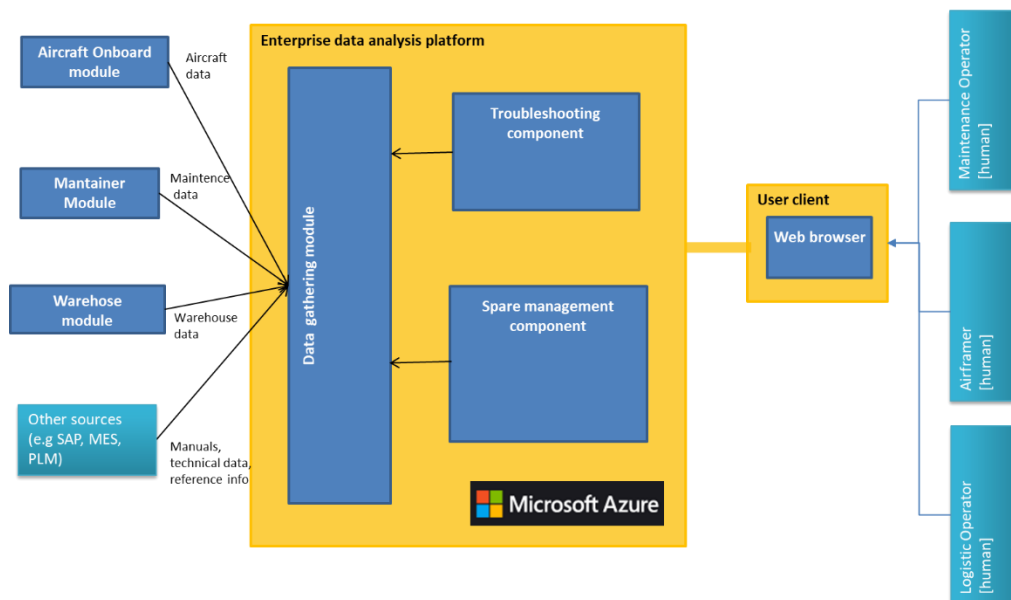 Aircraft Onboard
module
Aircraft
data
Mantainer
Module
Maintence
data
Warehose
module
Warehouse
data
Other sources
(e.g SAP, MES,
PLM)
Manuals,
technical data,
reference info
Enterprise data analysis platform
Data gathering module
Troubleshooting
component
Spare management
component
Microsoft Azure
User client
Web browser
Maintenance Operator
[human]
Airframer
[human]
Logistic Operator
[human]